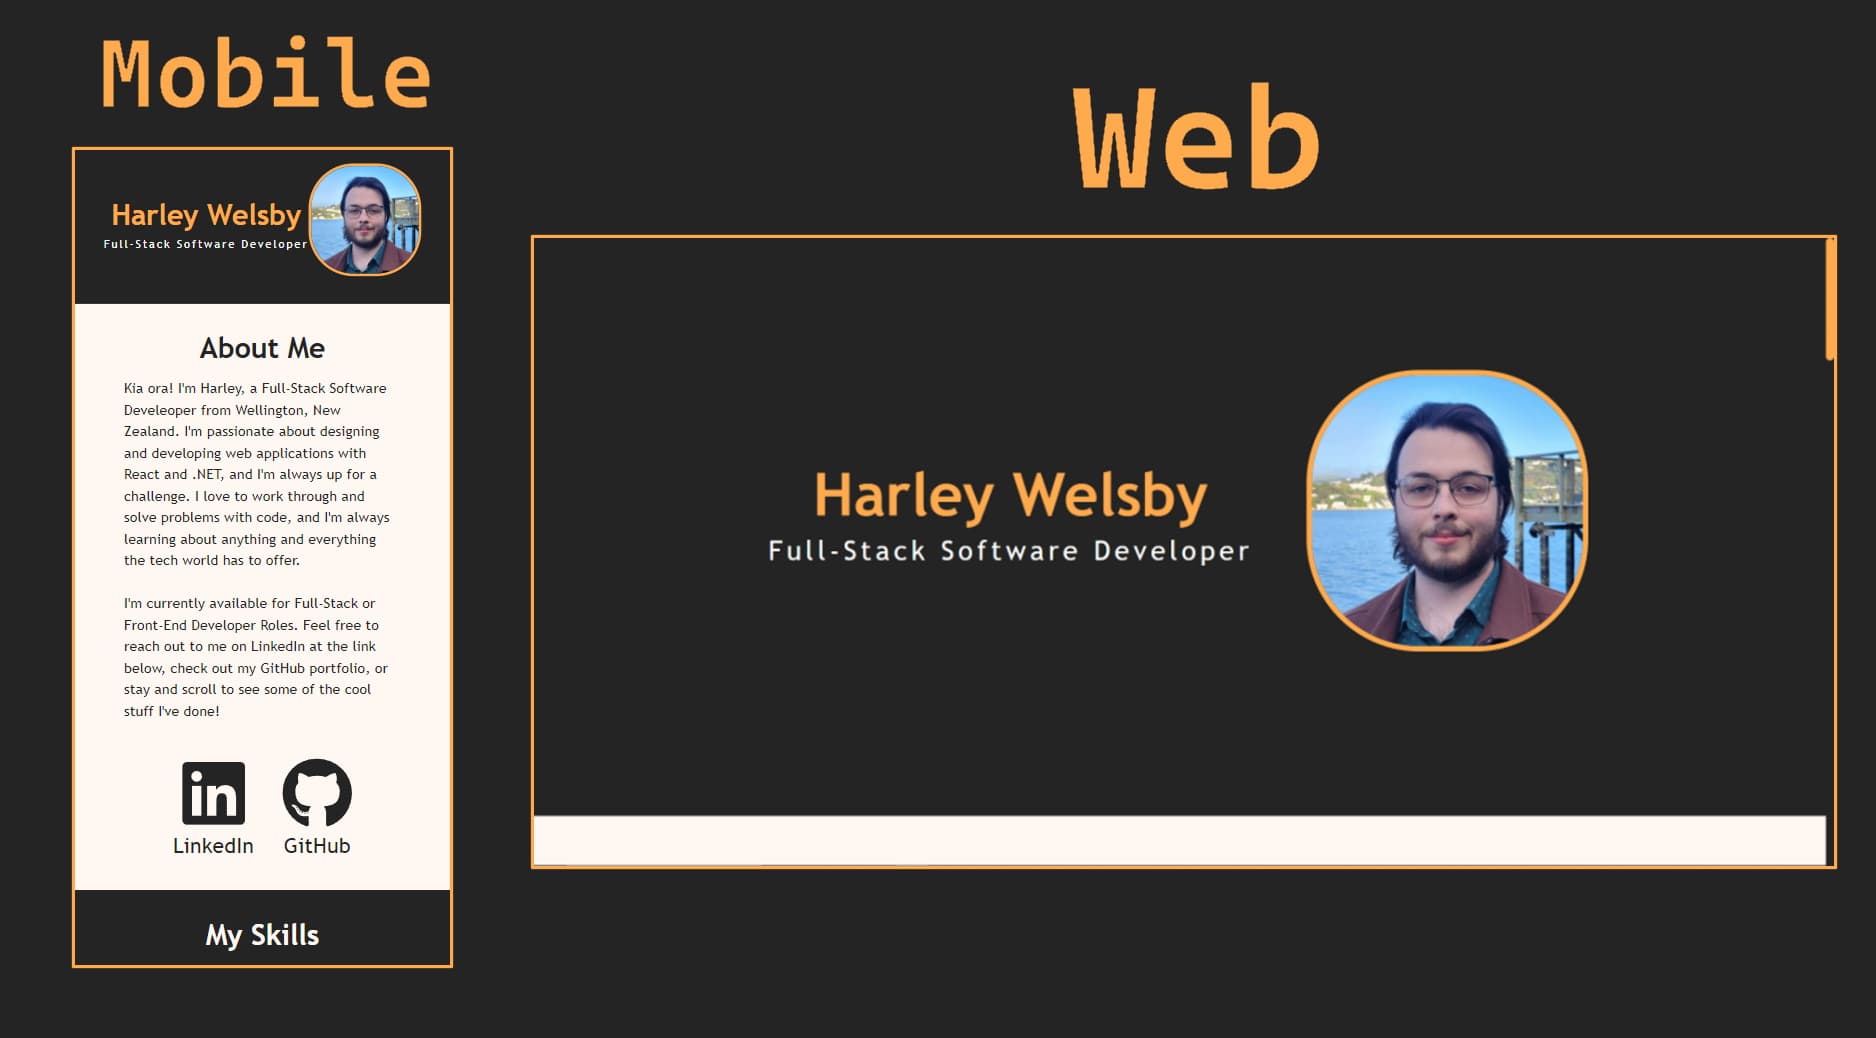 Mobile
Harley Welsby
Full-Stack Software Developer
About Me
Kia ora! I'm Harley, a Full-Stack Software
Develeoper from Wellington, New
Zealand. I'm passionate about designing
and developing web applications with
React and .NET, and I'm always up for a
challenge. I love to work through and
solve problems with code, and I'm always
learning about anything and everything
the tech world has to offer.
I'm currently available for Full-Stack or
Front-End Developer Roles. Feel free to
reach out to me on LinkedIn at the link
below, check out my GitHub portfolio, or
stay and scroll to see some of the cool
stuff I've done!
in
LinkedIn GitHub
My Skills
Web
Harley Welsby
Full-Stack Software Developer